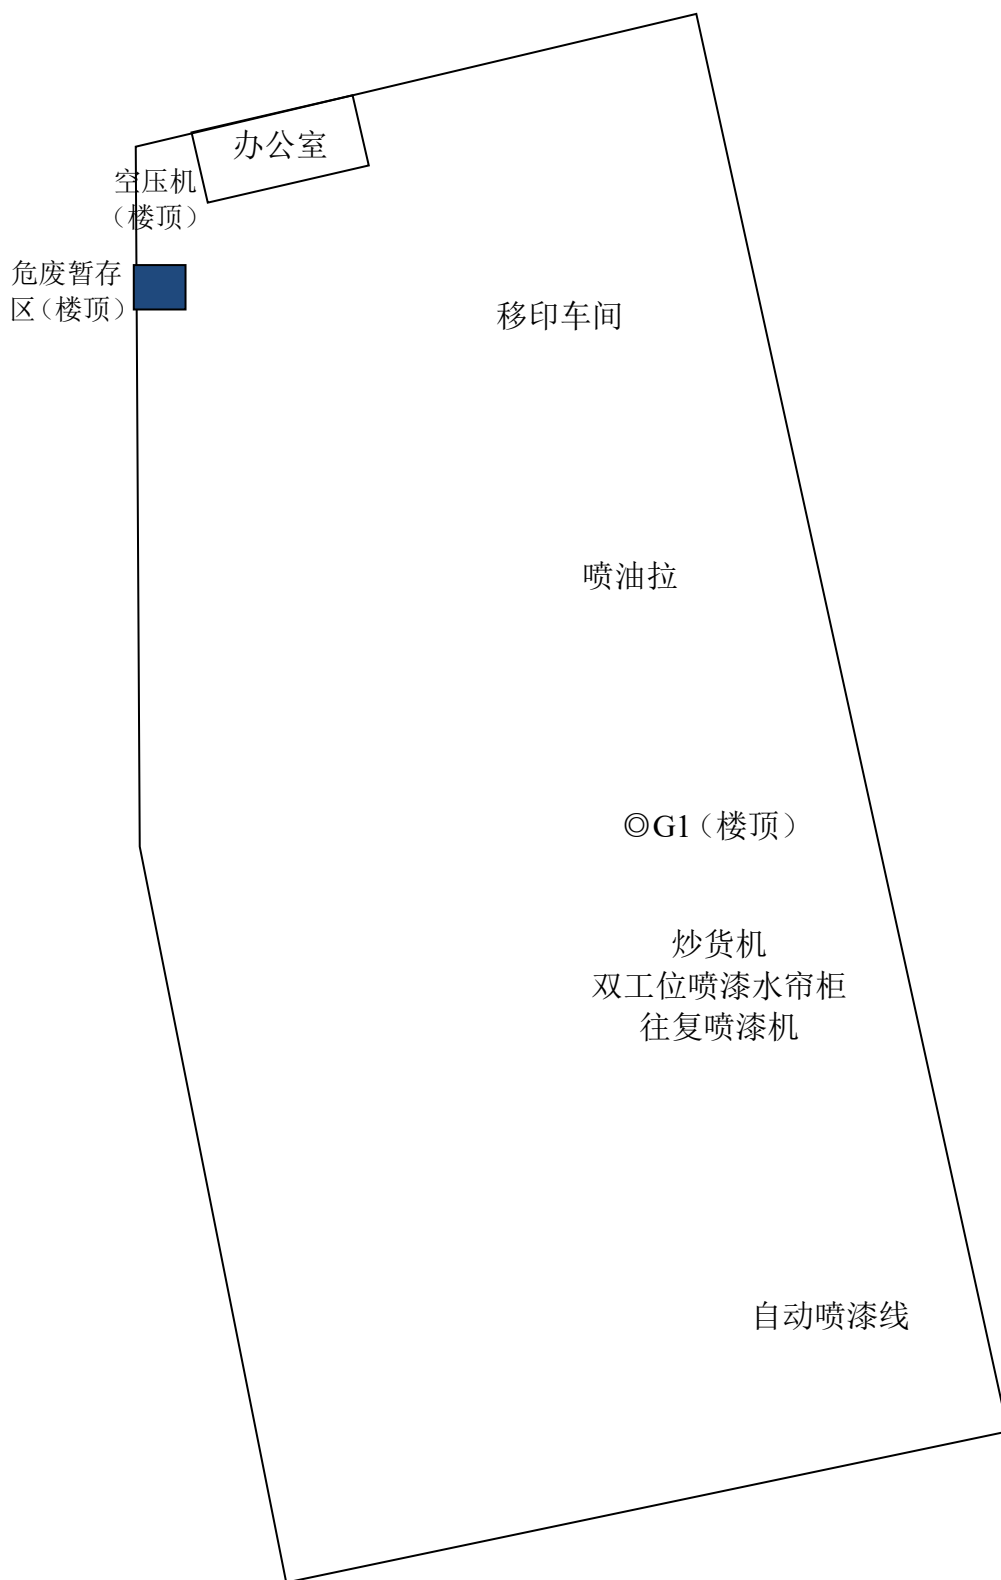 办公室
空压机
（楼顶）
危废暂存
区（楼顶）
移印车间
喷油拉
◎G1（楼顶）
炒货机
双工位喷漆水帘柜
往复喷漆机
自动喷漆线